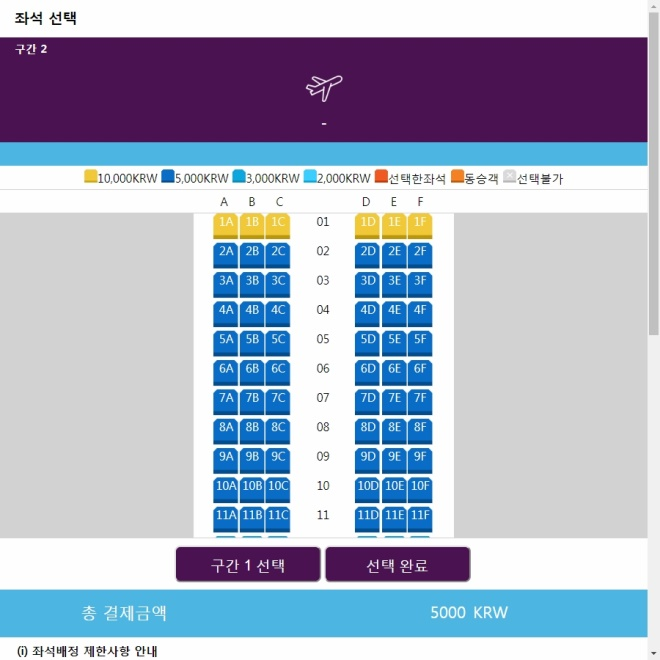 좌석 선택
구간 2
-
10,000KRW 5,000KRW 3,000KRW 2,000KRW 선택한좌석 동승객 선택불가
A B C D E F
1A 1B 1C 01 1D 1E 1F
2A 2B 2C 02 2D 2E 2F
3A 3B 3C 03 3D 3E 3F
4A 4B 4C 04 4D 4E 4F
5A 5B 5C 05 5D 5E 5F
6A 6B 6C 06 6D 6E 6F
7A 7B 7C 07 7D 7E 7F
8A 8B 8C 08 8D 8E 8F
9A 9B 9C 09 9D 9E 9F
10A 10B 10C 10 10D 10E 10F
11A 11B 11C 11 11D 11E 11F
구간 1 선택 선택 완료
총 결제금액 5000 KRW
(i) 좌석배정 제한사항 안내